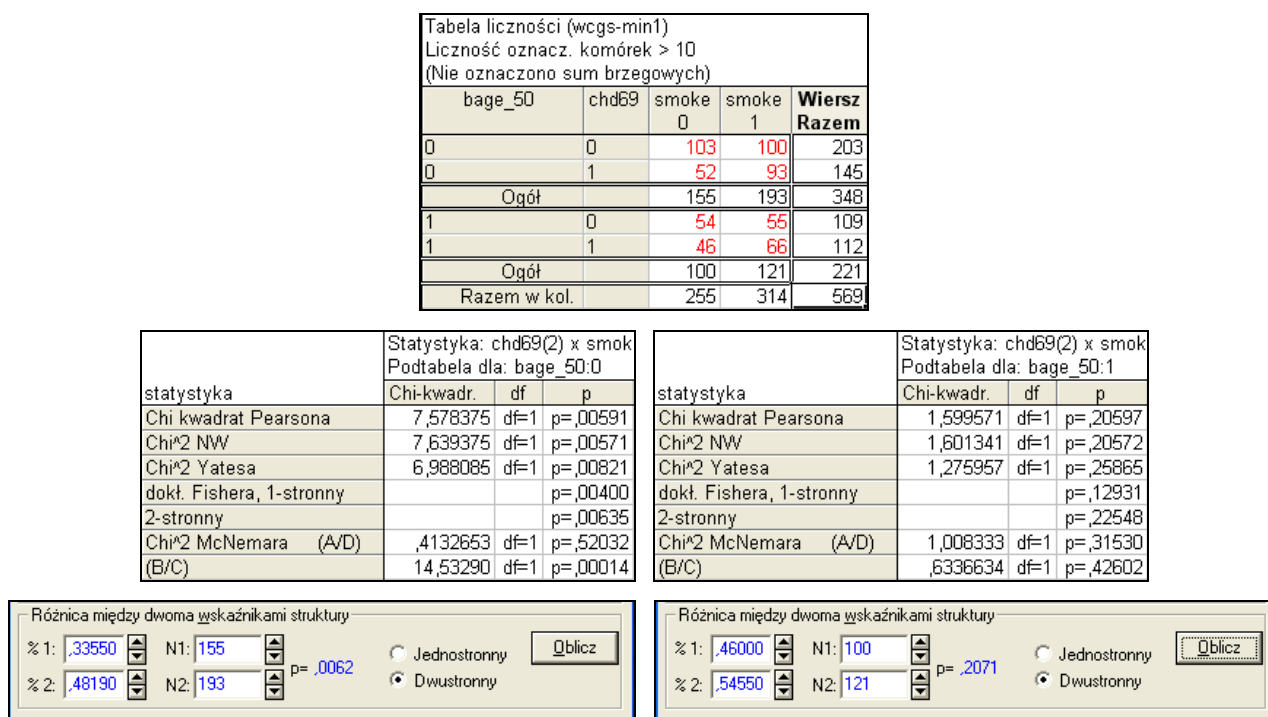 Tabela liczności (wcgs-min1)
Liczność oznacz. komórek > 10
(Nie oznaczono sum brzegowych)
bage_50 chd69 smoke 0 smoke 1 Wiersz Razem
0 0 103 100 203
0 1 52 93 145
Ogół 155 193 348
1 0 54 55 109
1 1 46 66 112
Ogół 100 121 221
Razem w kol. 255 314 569
Statystyka: chd69(2) x smok
Podtabela dla: bage_50:0
statystyka Chi-kwadr. df p
Chi kwadrat Pearsona 7,578375 df=1 p=,00591
Chi^2 NW 7,639375 df=1 p=,00571
Chi^2 Yatesa 6,988085 df=1 p=,00821
dokł. Fishera, 1-stronny p=,00400
2-stronny p=,00635
Chi^2 McNemara (A/D) ,4132653 df=1 p=,52032
(B/C) 14,53290 df=1 p=,00014
Statystyka: chd69(2) x smok
Podtabela dla: bage_50:1
statystyka Chi-kwadr. df p
Chi kwadrat Pearsona 1,599571 df=1 p=,20597
Chi^2 NW 1,601341 df=1 p=,20572
Chi^2 Yatesa 1,275957 df=1 p=,25865
dokł. Fishera, 1-stronny p=,12931
2-stronny p=,22548
Chi^2 McNemara (A/D) 1,008333 df=1 p=,31530
(B/C) ,6336634 df=1 p=,42602
Różnica między dwoma wskaźnikami struktury
% 1: ,33550 N1: 155 p= ,0062 Jednostronny Oblicz
% 2: ,48190 N2: 193 Dwustronny
Różnica między dwoma wskaźnikami struktury
% 1: ,46000 N1: 100 p= ,2071 Jednostronny Oblicz
% 2: ,54550 N2: 121 Dwustronny